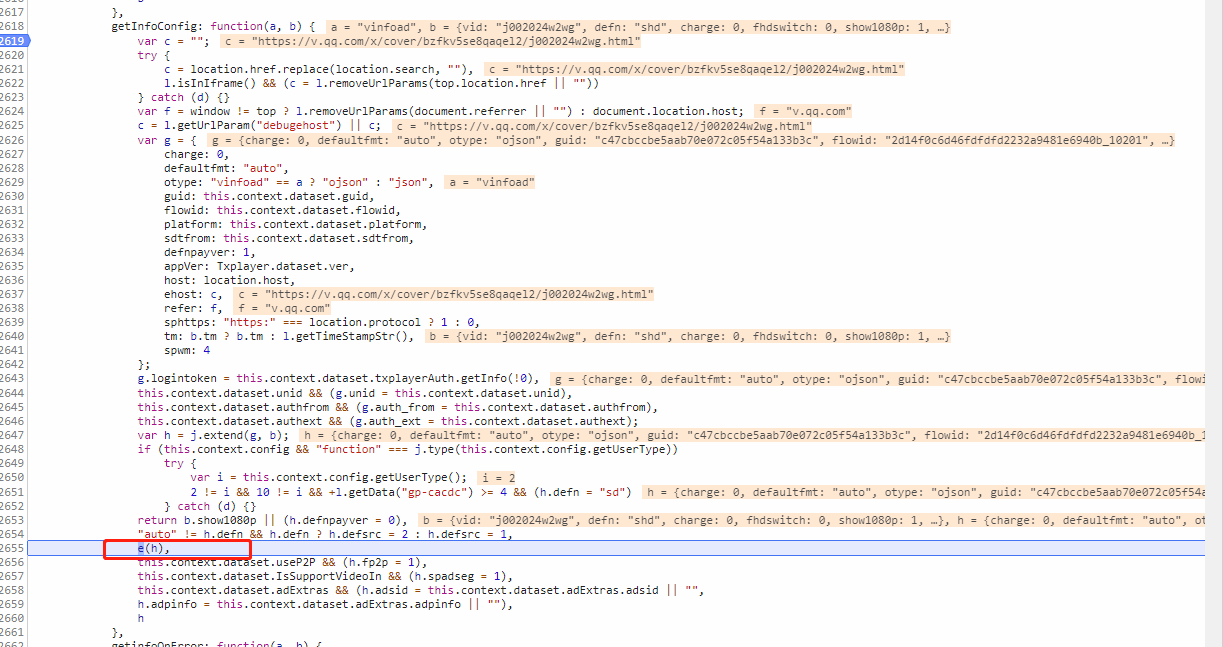 2617 },
2618 getInfoConfig: function(a, b) { a = "vinfoad", b = {vid: "j002024w2wg", defn: "shd", charge: 0, fhdswitch: 0, show1080p: 1, …}
2619 var c = ""; c = "https://v.qq.com/x/cover/bzfkv5se8qaqel2/j002024w2wg.html"
2620 try {
2621 c = location.href.replace(location.search, ""), c = "https://v.qq.com/x/cover/bzfkv5se8qaqel2/j002024w2wg.html"
2622 l.isInIframe() && (c = l.removeUrlParams(top.location.href || ""))
2623 } catch (d) {}
2624 var f = window != top ? l.removeUrlParams(document.referrer || "") : document.location.host; f = "v.qq.com"
2625 c = l.getUrlParam("debugehost") || c; c = "https://v.qq.com/x/cover/bzfkv5se8qaqel2/j002024w2wg.html"
2626 var g = { g = {charge: 0, defaultfmt: "auto", otype: "ojson", guid: "c47cbccbe5aab70e072c05f54a133b3c", flowid: "2d14f0c6d46fdfdfd2232a9481e6940b_10201", …}
2627 charge: 0,
2628 defaultfmt: "auto",
2629 otype: "vinfoad" == a ? "ojson" : "json", a = "vinfoad"
2630 guid: this.context.dataset.guid,
2631 flowid: this.context.dataset.flowid,
2632 platform: this.context.dataset.platform,
2633 sdtfrom: this.context.dataset.sdtfrom,
2634 defnpayver: 1,
2635 appVer: Txplayer.dataset.ver,
2636 host: location.host,
2637 ehost: c, c = "https://v.qq.com/x/cover/bzfkv5se8qaqel2/j002024w2wg.html"
2638 refer: f, f = "v.qq.com"
2639 sphttps: "https:" === location.protocol ? 1 : 0,
2640 tm: b.tm ? b.tm : l.getTimeStampStr(), b = {vid: "j002024w2wg", defn: "shd", charge: 0, fhdswitch: 0, show1080p: 1, …}
2641 spwm: 4
2642 };
2643 g.logintoken = this.context.dataset.txplayerAuth.getInfo(!0), g = {charge: 0, defaultfmt: "auto", otype: "ojson", guid: "c47cbccbe5aab70e072c05f54a133b3c", flowi
2644 this.context.dataset.unid && (g.unid = this.context.dataset.unid),
2645 this.context.dataset.authfrom && (g.auth_from = this.context.dataset.authfrom),
2646 this.context.dataset.authext && (g.auth_ext = this.context.dataset.authext);
2647 var h = j.extend(g, b); h = {charge: 0, defaultfmt: "auto", otype: "ojson", guid: "c47cbccbe5aab70e072c05f54a133b3c", flowid: "2d14f0c6d46fdfdfd2232a9481e6940b_1
2648 if (this.context.config && "function" === j.type(this.context.config.getUserType))
2649 try {
2650 var i = this.context.config.getUserType(); i = 2
2651 2 != i && 10 != i && +l.getData("gp-cacdc") >= 4 && (h.defn = "sd") h = {charge: 0, defaultfmt: "auto", otype: "ojson", guid: "c47cbccbe5aab70e072c05f54a
2652 } catch (d) {}
2653 return b.show1080p || (h.defnpayver = 0), b = {vid: "j002024w2wg", defn: "shd", charge: 0, fhdswitch: 0, show1080p: 1, …}, h = {charge: 0, defaultfmt: "auto", ot
2654 "auto" != h.defn && h.defn ? h.defsrc = 2 : h.defsrc = 1,
2655 e(h),
2656 this.context.dataset.useP2P && (h.fp2p = 1),
2657 this.context.dataset.IsSupportVideoIn && (h.spadseg = 1),
2658 this.context.dataset.adExtras && (h.adsid = this.context.dataset.adExtras.adsid || "",
2659 h.adpinfo = this.context.dataset.adExtras.adpinfo || ""),
2660 h
2661 },
2662 getinfoOnError: function(a, b) {